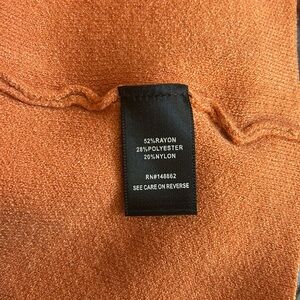 52%RAYON
28%POLYESTER
20%NYLON
RN#148862
SEE CARE ON REVERSE